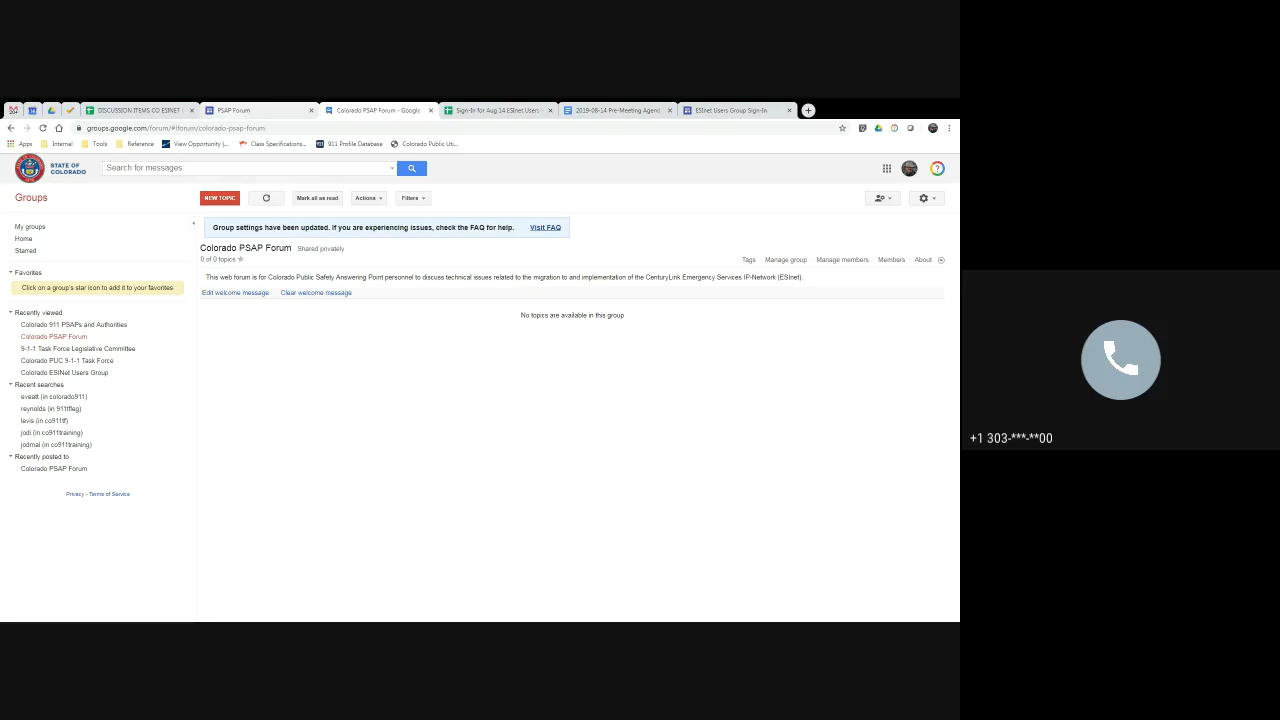 DISCUSSION ITEMS CO ESINET
PSAP Forum
Colorado PSAP Forum - Google
Sign-In for Aug 14 ESInet Users
2019-08-14 Pre-Meeting Agend
ESInet Users Group Sign-In
groups.google.com/forum/#!forum/colorado-psap-forum
Apps Internal Tools Reference View Opportunity |... Class Specifications... 911 Profile Database Colorado Public Uti...
STATE OF
COLORADO
Search for messages
Groups
NEW TOPIC
Mark all as read
Actions
Filters
My groups
Home
Starred
Favorites
Click on a group's star icon to add it to your favorites
Recently viewed
Colorado 911 PSAPs and Authorities
Colorado PSAP Forum
9-1-1 Task Force Legislative Committee
Colorado PUC 9-1-1 Task Force
Colorado ESINet Users Group
Recent searches
eveatt (in colorado911)
reynolds (in 911tfleg)
levis (in co911tf)
jodi (in co911training)
jodmal (in co911training)
Recently posted to
Colorado PSAP Forum
Privacy - Terms of Service
Group settings have been updated. If you are experiencing issues, check the FAQ for help. Visit FAQ
Colorado PSAP Forum Shared privately
0 of 0 topics
Tags Manage group · Manage members · Members · About
This web forum is for Colorado Public Safety Answering Point personnel to discuss technical issues related to the migration to and implementation of the CenturyLink Emergency Services IP-Network (ESInet).
Edit welcome message Clear welcome message
No topics are available in this group
+1 303-***-**00